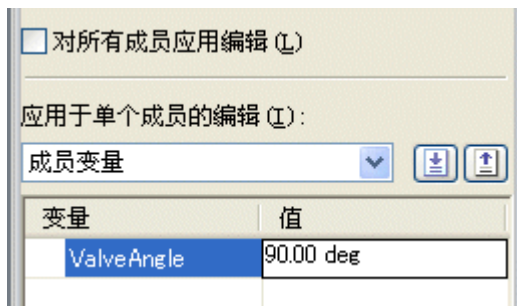 对所有成员应用编辑(L)
应用于单个成员的编辑(I):
成员变量
变量 值
ValveAngle 90.00 deg